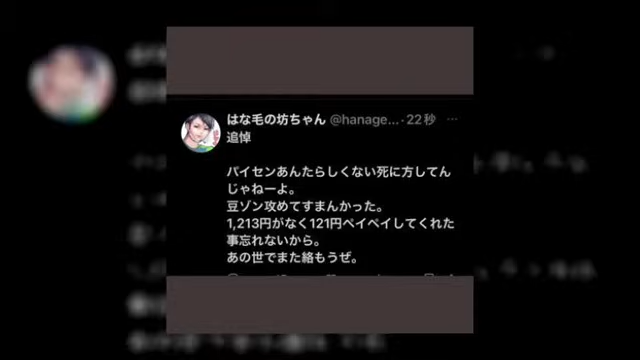 はな毛の坊ちゃん @hanage... · 22秒 ...
追悼
パイセンあんたらしくない死に方してん
じゃねーよ。
豆ゾン攻めてすまんかった。
1,213円がなく121円ペイペイしてくれた
事忘れないから。
あの世でまた絡もうぜ。